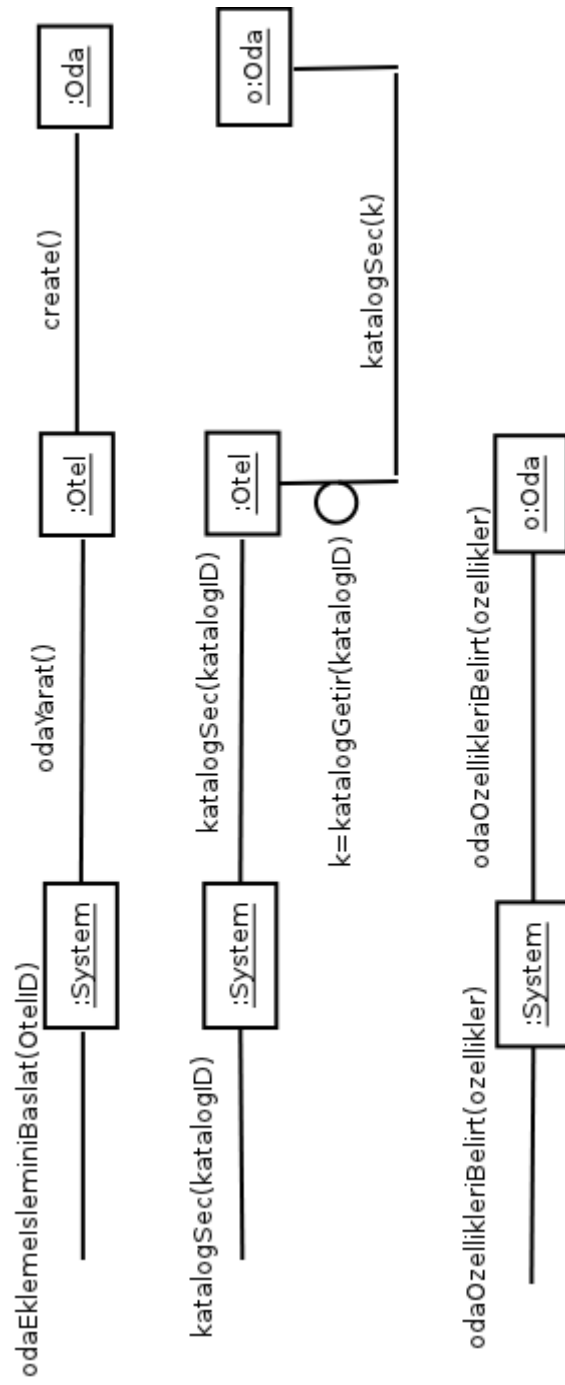 odaEklemeIsleminiBaslat(OtelID)
:System
odaYarat()
:Otel
create()
:Oda
katalogSec(katalogID)
:System
katalogSec(katalogID)
:Otel
k=katalogGetir(katalogID)
katalogSec(k)
o:Oda
odaOzellikleriBelirt(ozellikler)
:System
odaOzellikleriBelirt(ozellikler)
o:Oda